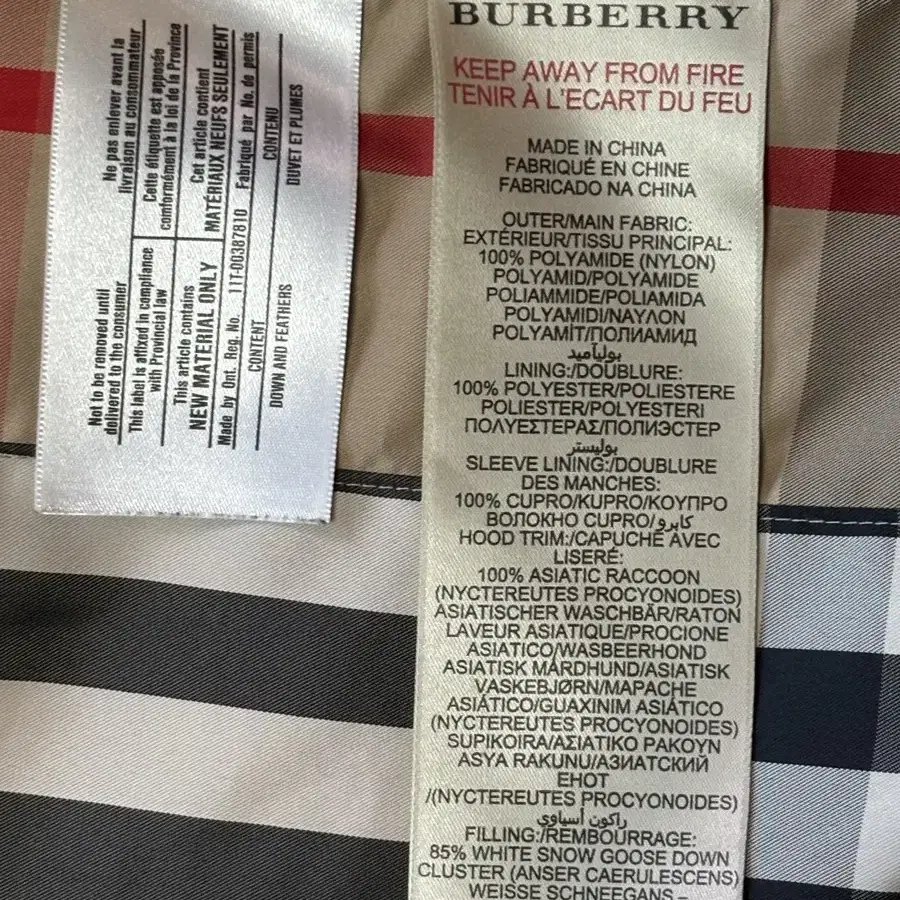 Ne pas enlever avant la
livraison au consommateur
Cette étiquette est apposée
conformément à la loi de la Province
Cet article contient
MATÉRIAUX NEUFS SEULEMENT
Fabriqué par No. de permis
CONTENU
DUVET ET PLUMES
Not to be removed until
delivered to the consumer
This label is affixed in compliance
with Provincial law
This article contains
NEW MATERIAL ONLY
Made by Ont. Reg. No. 111-00387810
CONTENT
DOWN AND FEATHERS
BURBERRY
KEEP AWAY FROM FIRE
TENIR À L'ECART DU FEU
MADE IN CHINA
FABRIQUÉ EN CHINE
FABRICADO NA CHINA
OUTER/MAIN FABRIC:
EXTÉRIEUR/TISSU PRINCIPAL:
100% POLYAMIDE (NYLON)
POLYAMID/POLYAMIDE
POLIAMMIDE/POLIAMIDA
POLYAMIDI/ΝΑΥΛΟΝ
POLYAMİT/ПОЛИАМИД
بوليآميد
LINING:/DOUBLURE:
100% POLYESTER/POLIESTERE
POLIESTER/POLYESTERI
ΠΟΛΥΕΣΤΕΡΑΣ/ПОЛИЭСТЕР
بوليستر
SLEEVE LINING:/DOUBLURE
DES MANCHES:
100% CUPRO/KUPRO/ΚΟΥΠΡΟ
ВОЛОКНО CUPRO/كابرو
HOOD TRIM:/CAPUCHE AVEC
LISERÉ:
100% ASIATIC RACCOON
(NYCTEREUTES PROCYONOIDES)
ASIATISCHER WASCHBÄR/RATON
LAVEUR ASIATIQUE/PROCIONE
ASIATICO/WASBEERHOND
ASIATISK MÅRDHUND/ASIATISK
VASKEBJØRN/MAPACHE
ASIÁTICO/GUAXINIM ASIÁTICO
(NYCTEREUTES PROCYONOIDES)
SUPIKOIRA/ΑΣΙΑΤΙΚΟ ΡΑΚΟΥΝ
ASYA RAKUNU/АЗИАТСКИЙ
ЕНОТ
/(NYCTEREUTES PROCYONOIDES)
راكون أسياوي
FILLING:/REMBOURRAGE:
85% WHITE SNOW GOOSE DOWN
CLUSTER (ANSER CAERULESCENS)
WEISSE SCHNEEGANS –